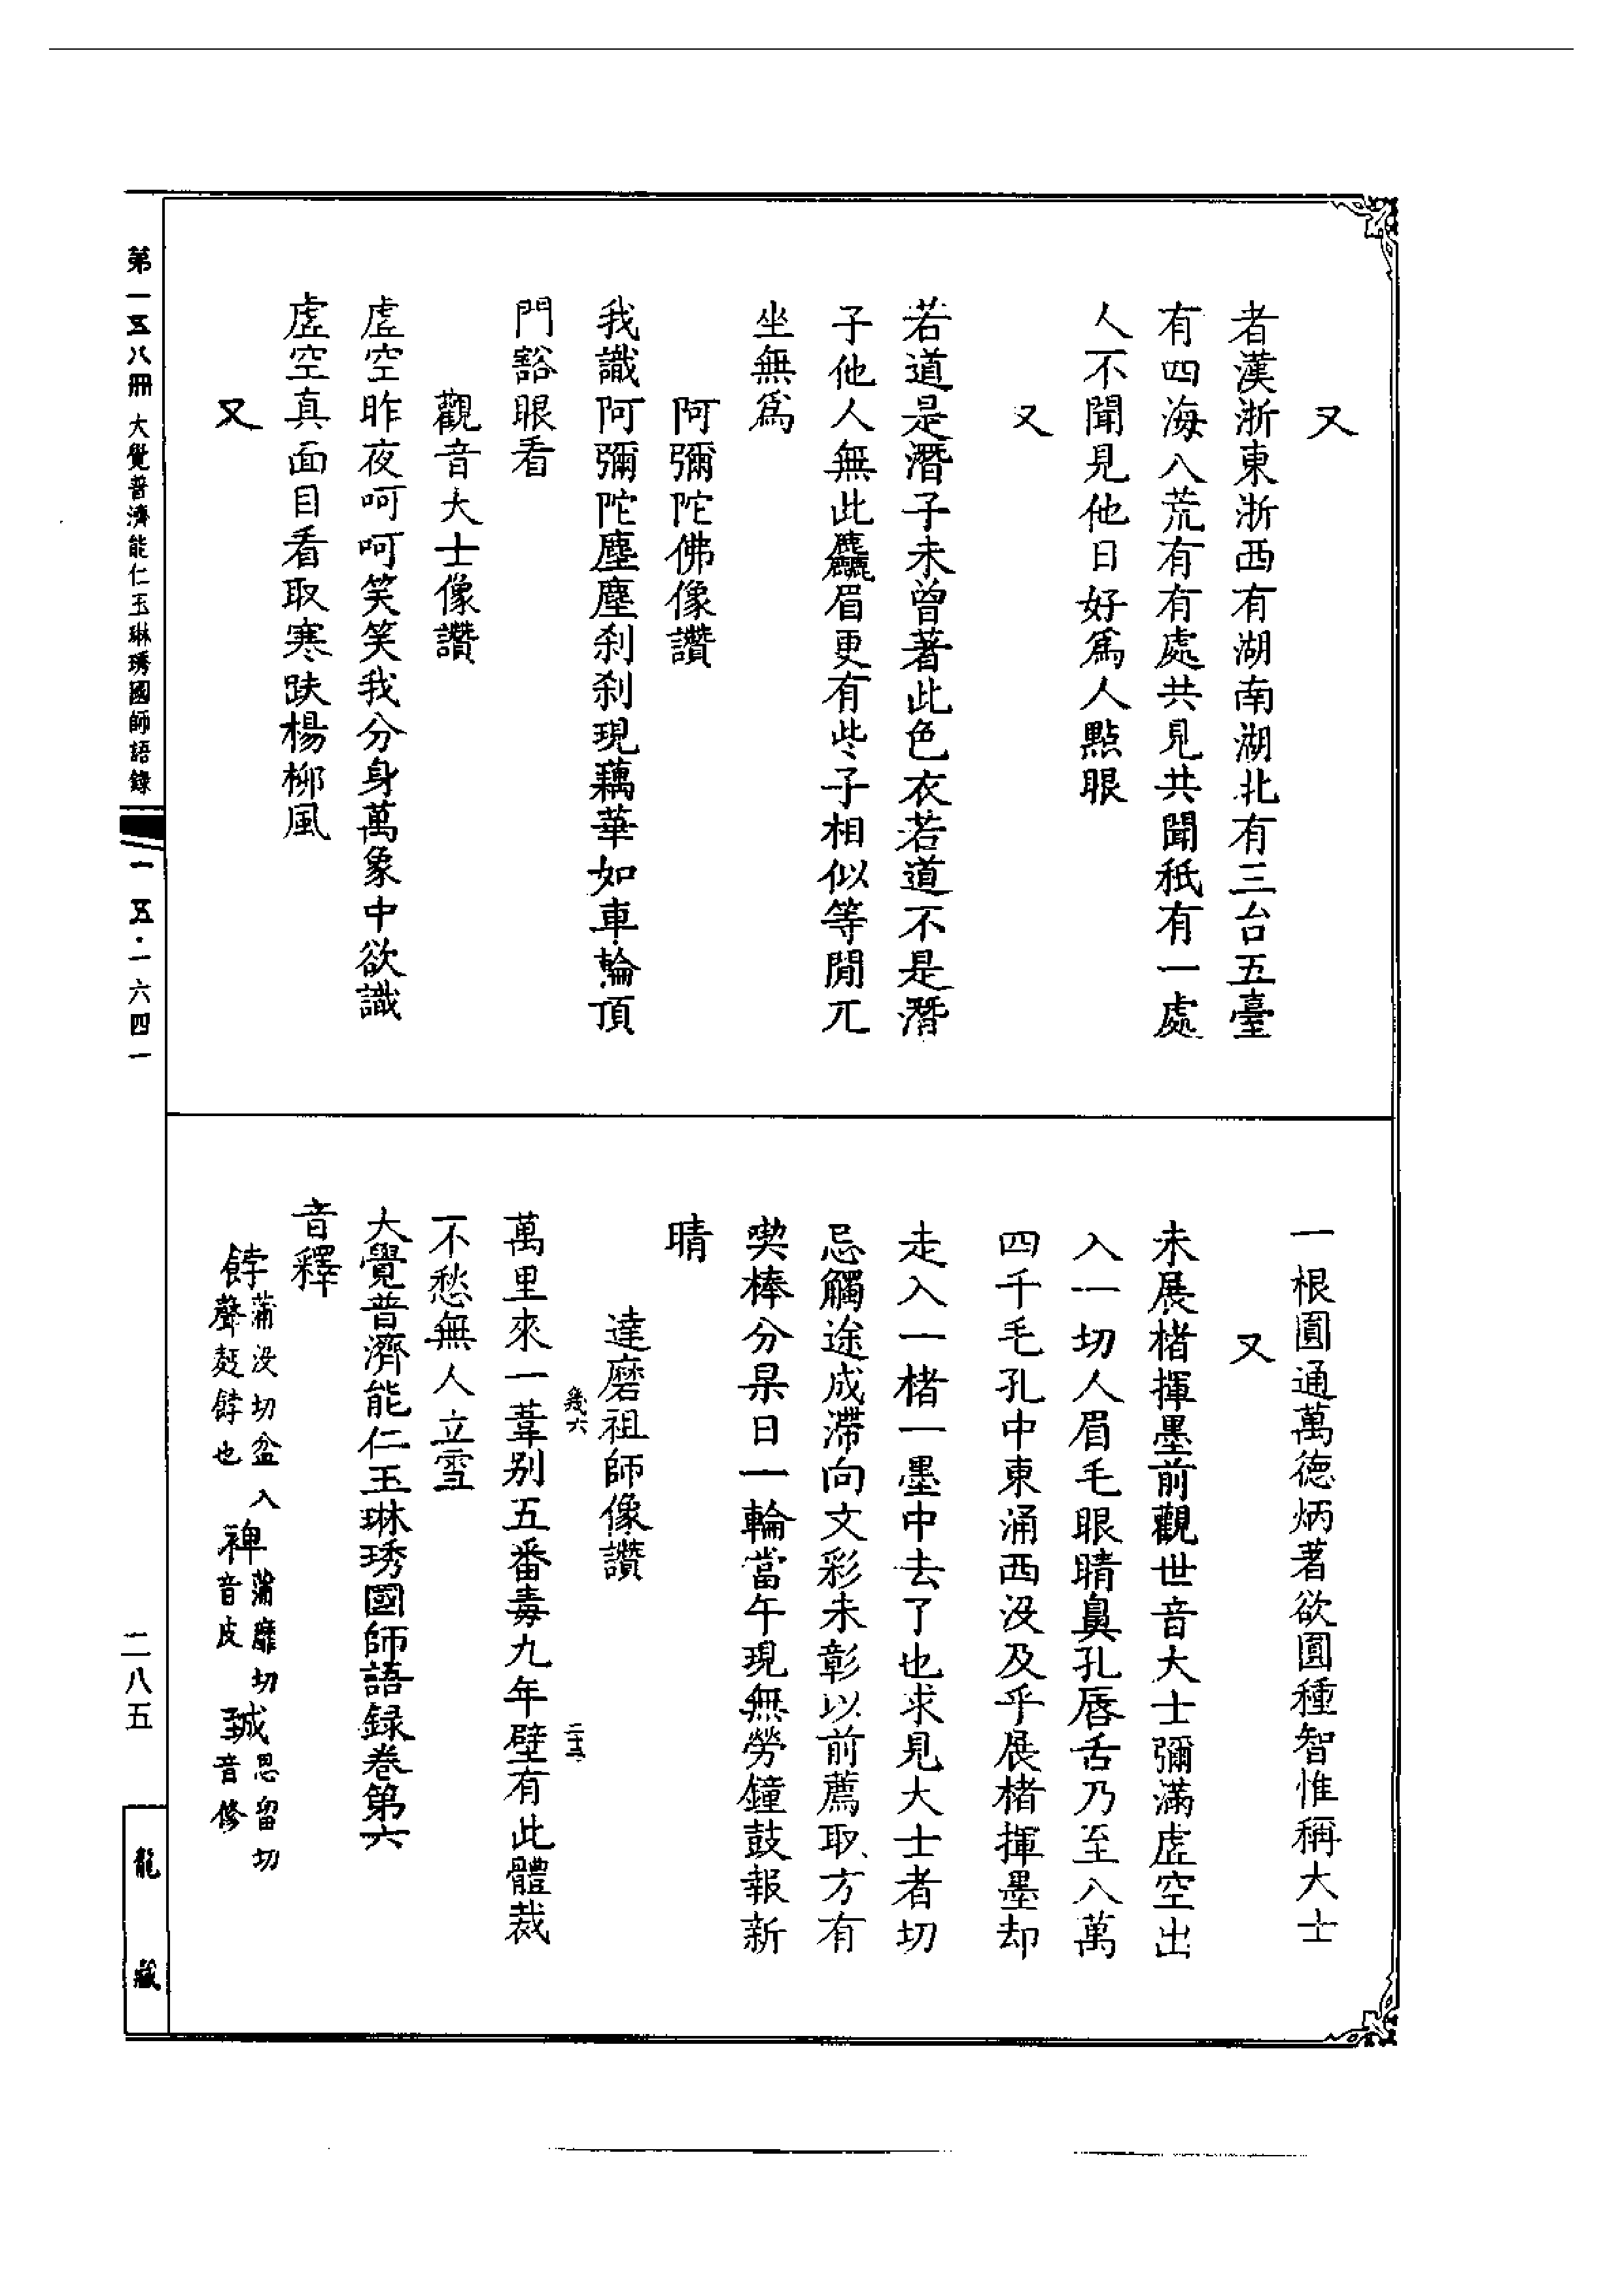 又
者漢浙東浙西有湖南湖北有三台五臺
有四海八荒有有處共見共聞秖有一處
人不聞見他日好爲人點眼
又
若道是潛子未曾著此色衣若道不是潛
子他人無此麤眉更有些子相似等閒兀
坐無爲
阿彌陀佛像讚
我識阿彌陀塵塵刹刹現藕華如車輪頂
門豁眼看
觀音大士像讚
虛空昨夜呵呵笑笑我分身萬象中欲識
虛空真面目看取寒趺楊柳風
又
一根圓通萬德炳著欲圓種智惟稱大士
又
未展楮揮墨前觀世音大士彌滿虛空出
入一切人眉毛眼睛鼻孔唇舌乃至八萬
四千毛孔中東涌西没及乎展楮揮墨却
走入一楮一墨中去了也求見大士者切
忌觸途成滯向文彩未彰以前薦取方有
喫棒分杲日一輪當午現無勞鐘鼓報新
晴
達磨祖師像讚
幾六
萬里來一葦别五番毒九年壁有此體裁
不愁無人立雪
大覺普濟能仁玉琳琇國師語録卷第六
音釋
餑蒲没切盆入聲麧餑也 裨蒲糜切音皮 䤹思留切音修
第一五八冊 大覺普濟能仁玉琳琇國師語錄
一五·一六四一
二八五
龍藏